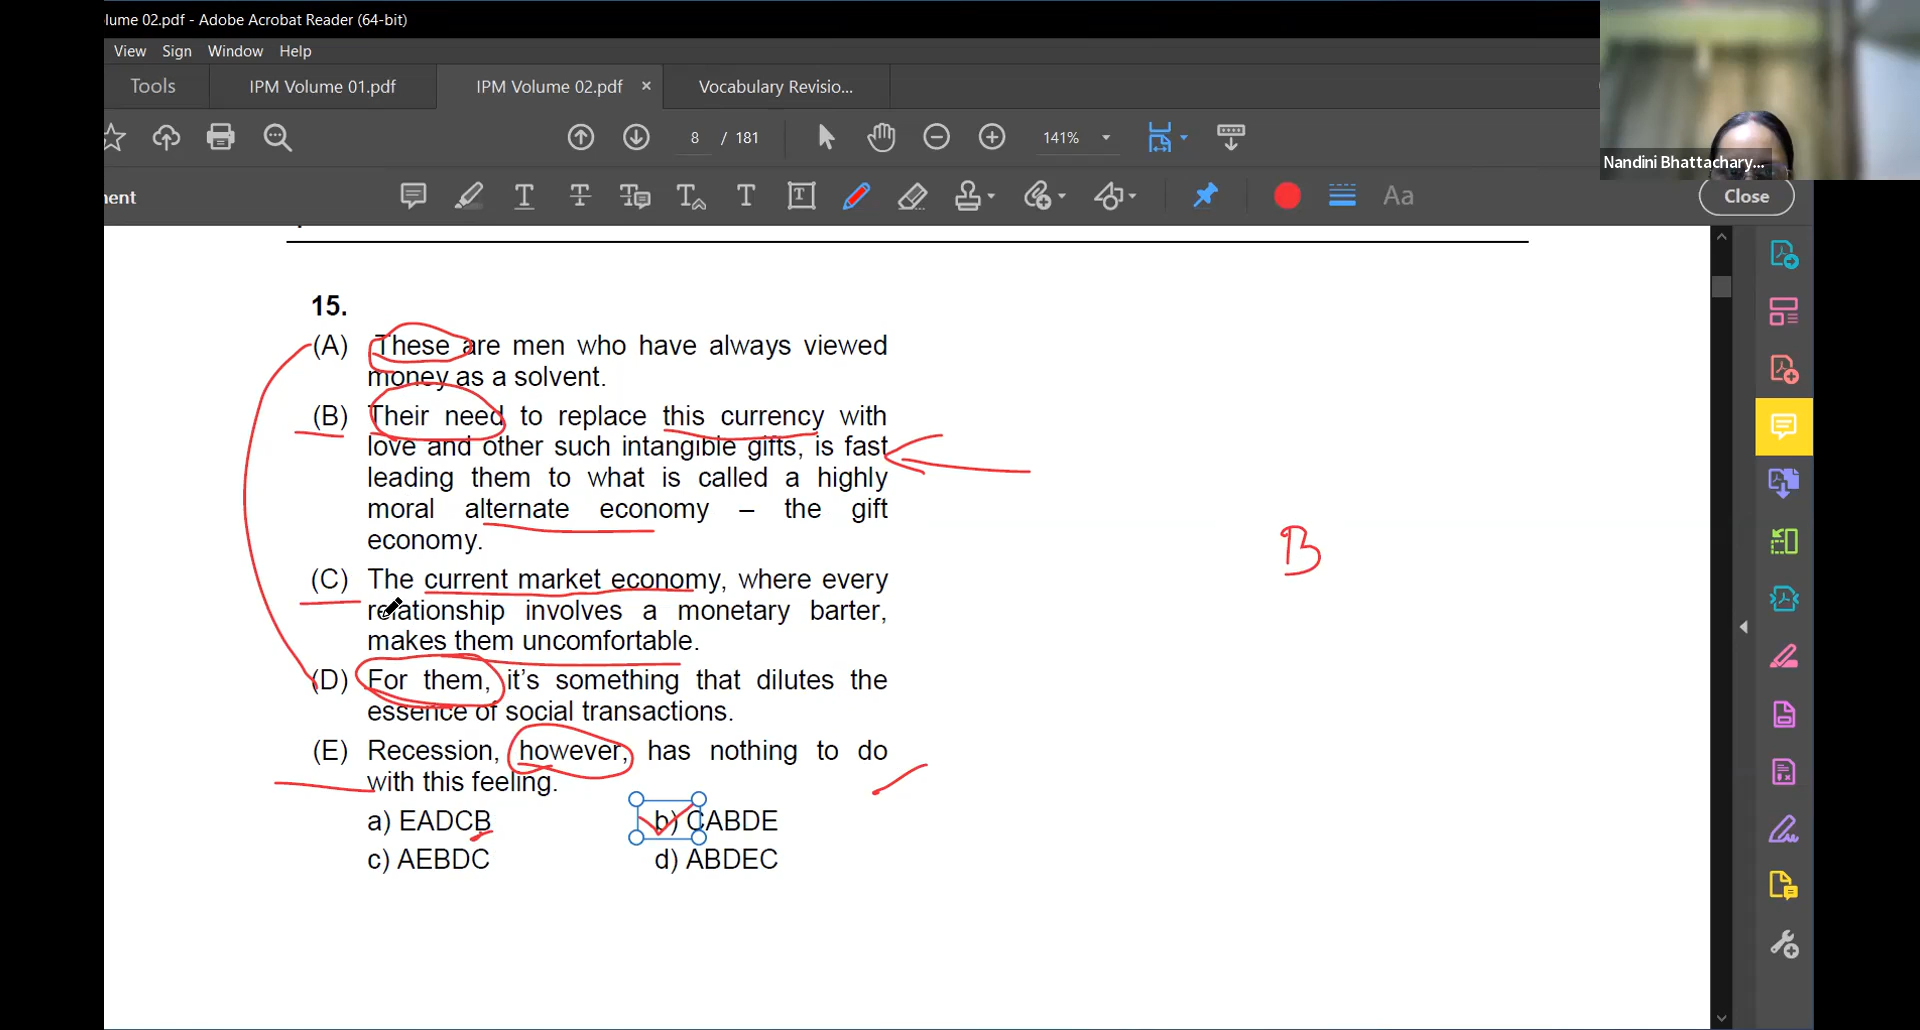 lume 02.pdf - Adobe Acrobat Reader (64-bit)
View Sign Window Help
Tools IPM Volume 01.pdf IPM Volume 02.pdf × Vocabulary Revisio...
8 / 181 141%
Nandini Bhattachary...
ent Aa Close
15.
(A) These are men who have always viewed
money as a solvent.
(B) Their need to replace this currency with
love and other such intangible gifts, is fast
leading them to what is called a highly
moral alternate economy – the gift
economy.
B
(C) The current market economy, where every
relationship involves a monetary barter,
makes them uncomfortable.
(D) For them, it's something that dilutes the
essence of social transactions.
(E) Recession, however, has nothing to do
with this feeling.
a) EADCB b) CABDE
c) AEBDC d) ABDEC